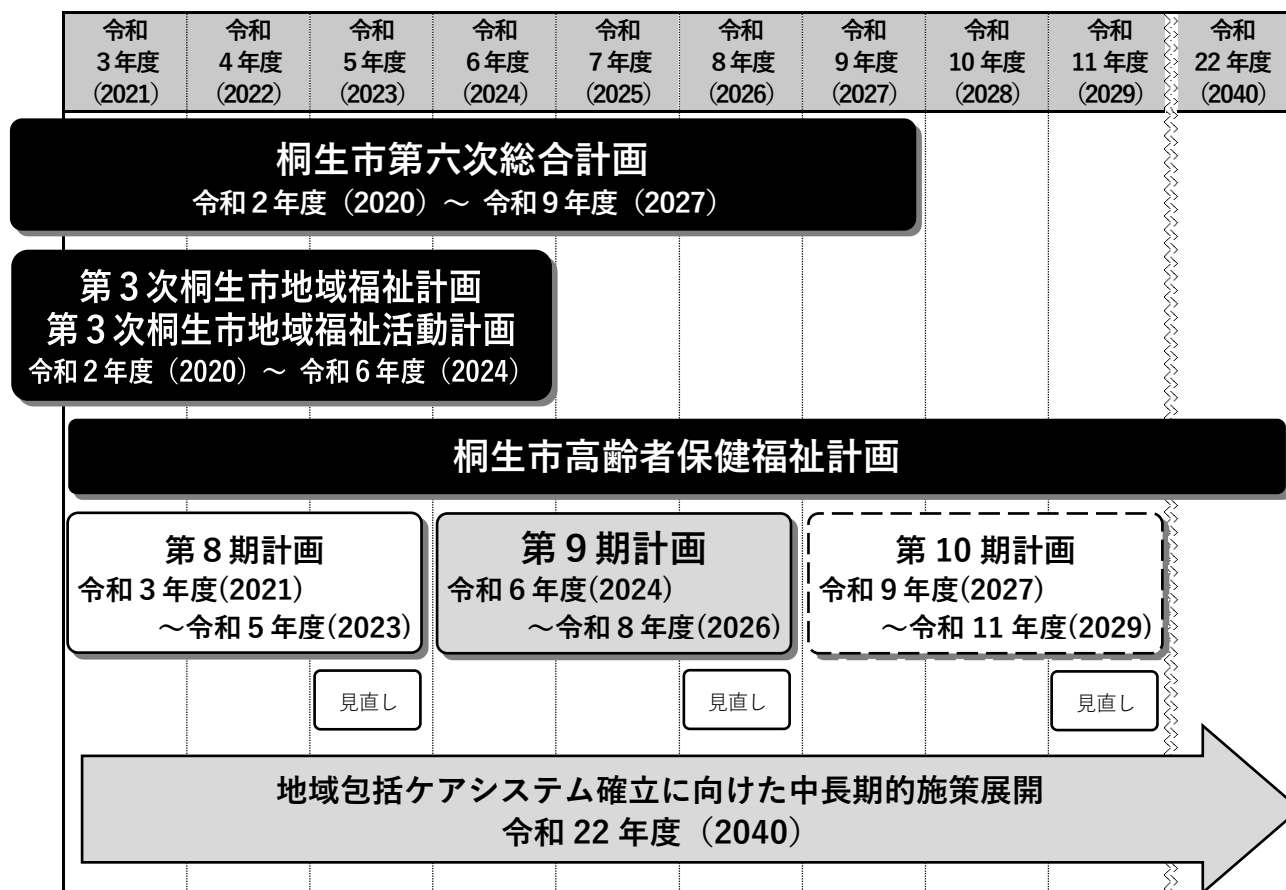 令和 令和 令和 令和 令和 令和 令和 令和 令和 令和
3年度 4年度 5年度 6年度 7年度 8年度 9年度 10年度 11年度 22年度
(2021) (2022) (2023) (2024) (2025) (2026) (2027) (2028) (2029) (2040)
桐生市第六次総合計画
令和2年度（2020）～ 令和9年度（2027）
第3次桐生市地域福祉計画
第3次桐生市地域福祉活動計画
令和2年度（2020）～ 令和6年度（2024）
桐生市高齢者保健福祉計画
第8期計画
令和3年度(2021)
～令和5年度(2023)
第9期計画
令和6年度(2024)
～令和8年度(2026)
第10期計画
令和9年度(2027)
～令和11年度(2029)
見直し 見直し 見直し
地域包括ケアシステム確立に向けた中長期的施策展開
令和22年度（2040）